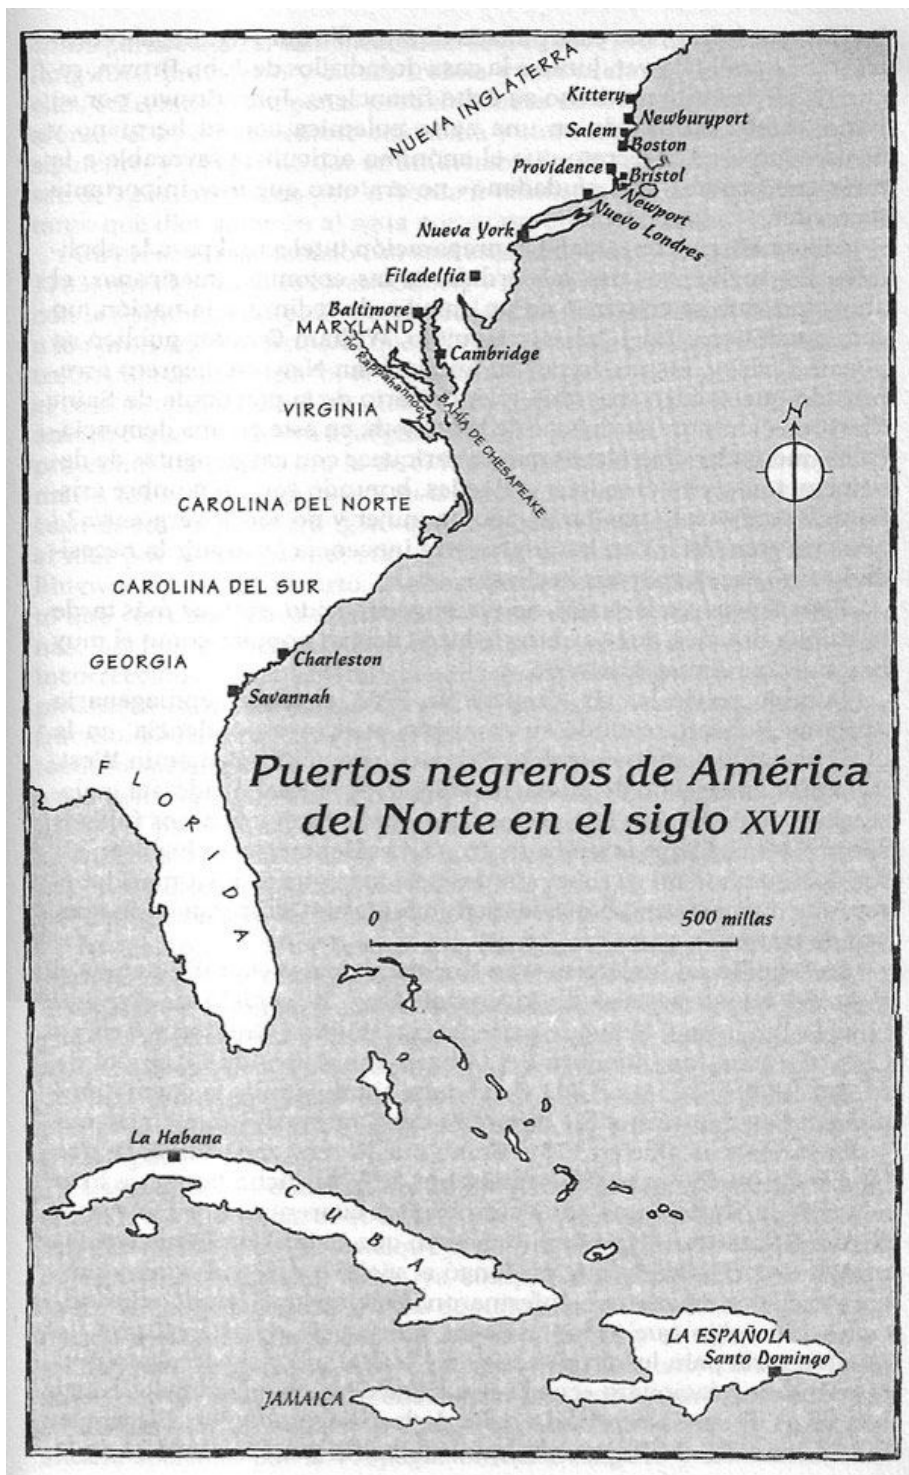 NUEVA INGLATERRA
Kittery
Newburyport
Salem
Boston
Providence
Bristol
Newport
Nuevo Londres
Nueva York
Filadelfia
Baltimore
MARYLAND
Cambridge
Río Rappahannock
VIRGINIA
BAHÍA DE CHESAPEAKE
N
CAROLINA DEL NORTE
CAROLINA DEL SUR
GEORGIA
Charleston
Savannah
FLORIDA
Puertos negreros de América
del Norte en el siglo XVIII
0 500 millas
La Habana
CUBA
LA ESPAÑOLA
Santo Domingo
JAMAICA